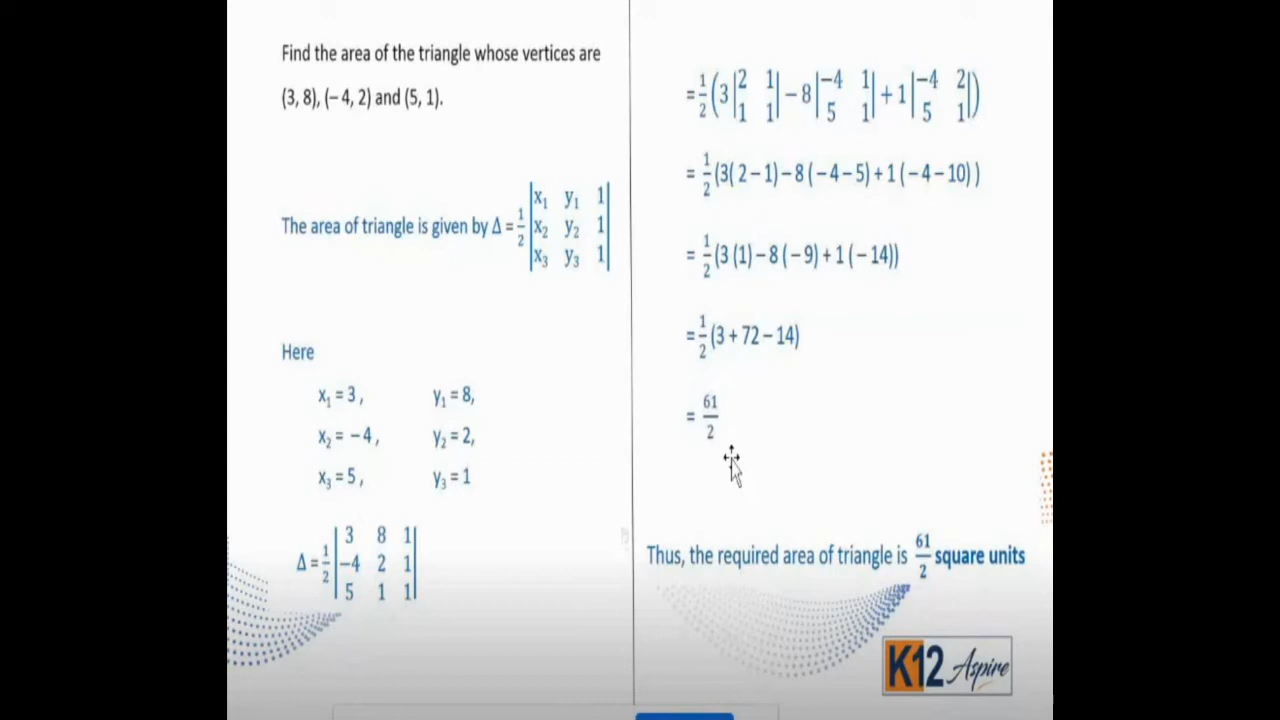 Find the area of the triangle whose vertices are
(3, 8), (– 4, 2) and (5, 1).
The area of triangle is given by Δ = 1/2 |x₁ y₁ 1|
|x₂ y₂ 1|
|x₃ y₃ 1|
Here
x₁ = 3 , y₁ = 8,
x₂ = – 4 , y₂ = 2,
x₃ = 5 , y₃ = 1
Δ = 1/2 |3 8 1|
|–4 2 1|
|5 1 1|
= 1/2 (3 |2 1; 1 1| – 8 |–4 1; 5 1| + 1 |–4 2; 5 1|)
= 1/2 (3( 2 – 1) – 8 ( – 4 – 5) + 1 ( – 4 – 10) )
= 1/2 (3 (1) – 8 ( – 9) + 1 ( – 14))
= 1/2 (3 + 72 – 14)
= 61/2
Thus, the required area of triangle is 61/2 square units
K12 Aspire